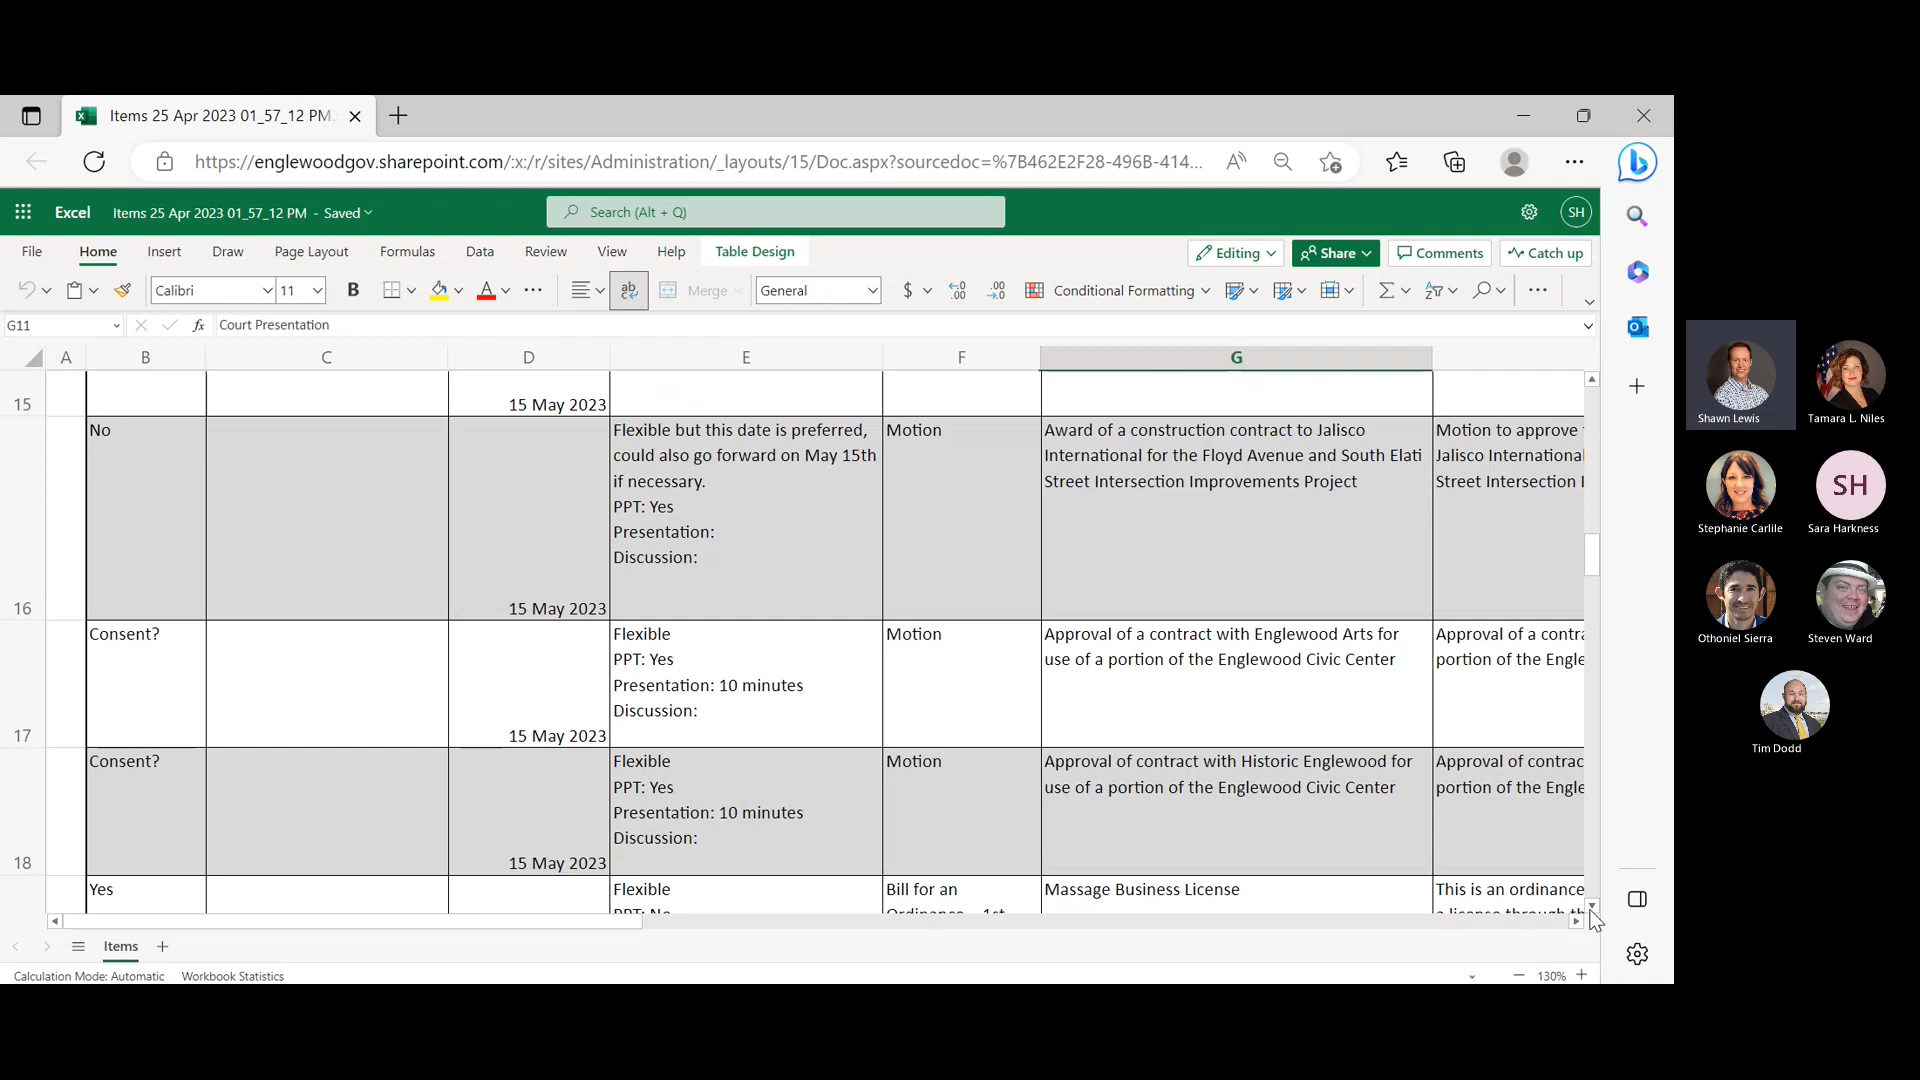 Items 25 Apr 2023 01_57_12 PM.
https://englewoodgov.sharepoint.com/:x:/r/sites/Administration/_layouts/15/Doc.aspx?sourcedoc=%7B462E2F28-496B-414...
Excel Items 25 Apr 2023 01_57_12 PM - Saved
Search (Alt + Q)
SH
File Home Insert Draw Page Layout Formulas Data Review View Help Table Design
Editing Share Comments Catch up
Calibri 11 B ab Merge General $ .00 .00 Conditional Formatting
G11 fx Court Presentation
A B C D E F G
15
15 May 2023
16
No
15 May 2023
Flexible but this date is preferred,
could also go forward on May 15th
if necessary.
PPT: Yes
Presentation:
Discussion:
Motion
Award of a construction contract to Jalisco
International for the Floyd Avenue and South Elati
Street Intersection Improvements Project
Motion to approve
Jalisco International
Street Intersection
17
Consent?
15 May 2023
Flexible
PPT: Yes
Presentation: 10 minutes
Discussion:
Motion
Approval of a contract with Englewood Arts for
use of a portion of the Englewood Civic Center
Approval of a contra
portion of the Engle
18
Consent?
15 May 2023
Flexible
PPT: Yes
Presentation: 10 minutes
Discussion:
Motion
Approval of contract with Historic Englewood for
use of a portion of the Englewood Civic Center
Approval of contrac
portion of the Engle
Yes
Flexible
PPT: No
Bill for an
Ordinance - 1st
Massage Business License
This is an ordinance
a license through th
Items
Calculation Mode: Automatic Workbook Statistics
130%
Shawn Lewis
Tamara L. Niles
Stephanie Carlile
SH
Sara Harkness
Othoniel Sierra
Steven Ward
Tim Dodd